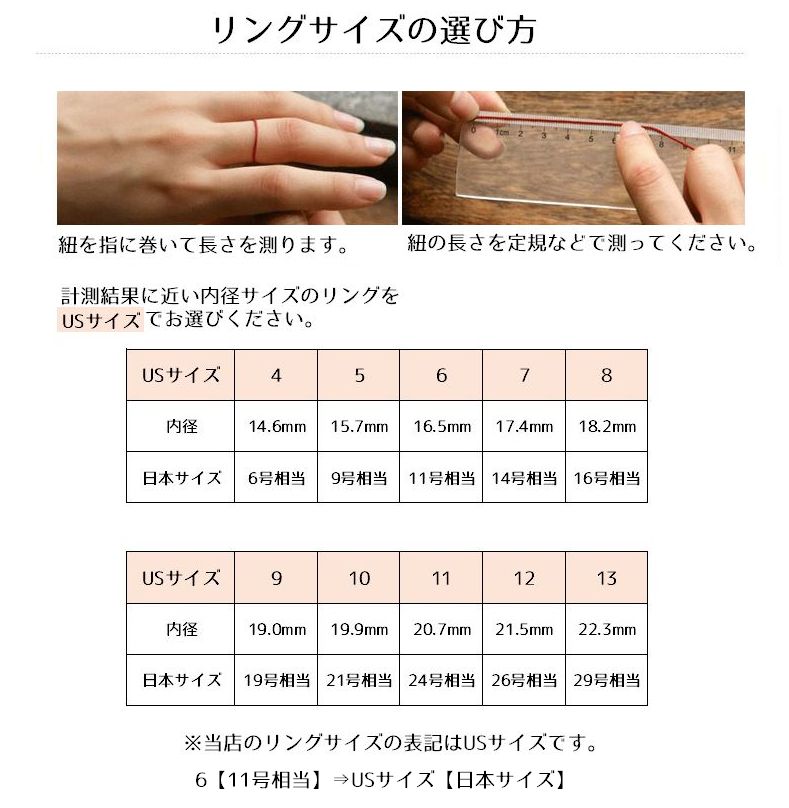 リングサイズの選び方
0 1cm 2 3 4 5 6 8 9 11
紐を指に巻いて長さを測ります。
紐の長さを定規などで測ってください。
計測結果に近い内径サイズのリングを
USサイズでお選びください。
USサイズ 4 5 6 7 8
内径 14.6mm 15.7mm 16.5mm 17.4mm 18.2mm
日本サイズ 6号相当 9号相当 11号相当 14号相当 16号相当
USサイズ 9 10 11 12 13
内径 19.0mm 19.9mm 20.7mm 21.5mm 22.3mm
日本サイズ 19号相当 21号相当 24号相当 26号相当 29号相当
※当店のリングサイズの表記はUSサイズです。
6【11号相当】⇒USサイズ【日本サイズ】